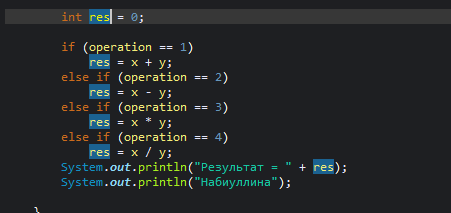 int res = 0;
if (operation == 1)
res = x + y;
else if (operation == 2)
res = x - y;
else if (operation == 3)
res = x * y;
else if (operation == 4)
res = x / y;
System.out.println("Результат = " + res);
System.out.println("Набиуллина");
}